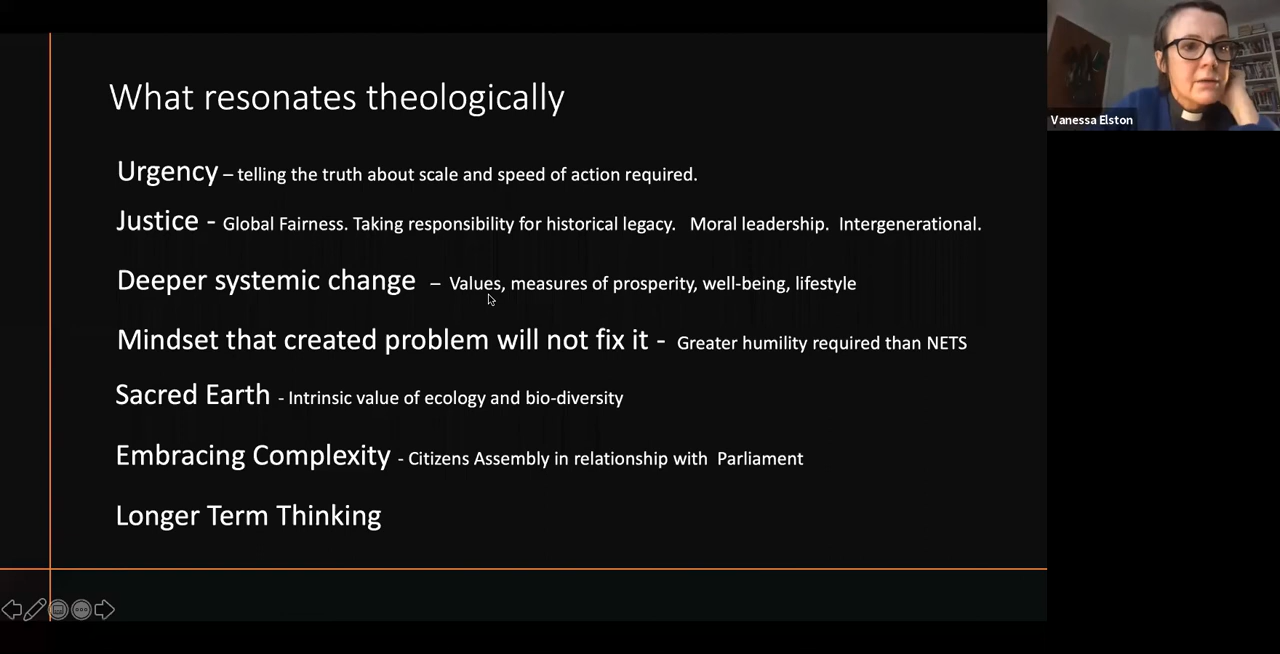 What resonates theologically
Urgency – telling the truth about scale and speed of action required.
Justice - Global Fairness. Taking responsibility for historical legacy. Moral leadership. Intergenerational.
Deeper systemic change – Values, measures of prosperity, well-being, lifestyle
Mindset that created problem will not fix it - Greater humility required than NETS
Sacred Earth - Intrinsic value of ecology and bio-diversity
Embracing Complexity - Citizens Assembly in relationship with Parliament
Longer Term Thinking
Vanessa Elston